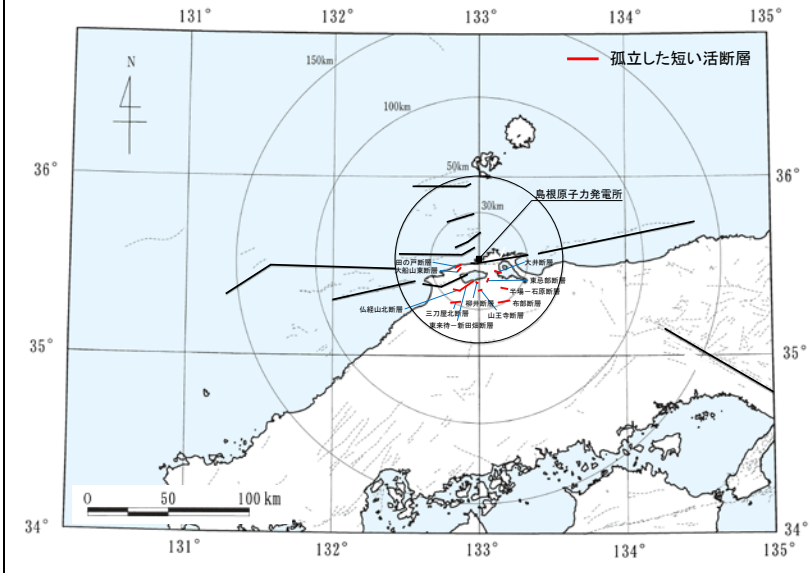 131° 132° 133° 134° 135°
N
孤立した短い活断層
150km
100km
50km
30km
36° 36°
島根原子力発電所
田の戸断層
大船山東断層
大井断層
東忌部断層
半場－石原断層
仏経山北断層
柳井断層
布部断層
三刀屋北断層
山王寺断層
東来待－新田畑断層
35° 35°
0 50 100 km
34° 34°
131° 132° 133° 134° 135°